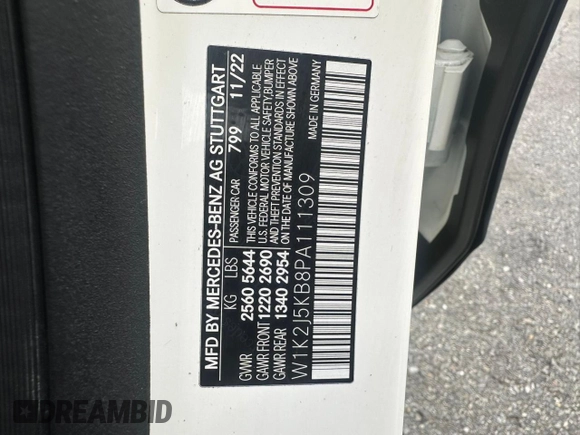 MFD BY MERCEDES-BENZ AG STUTTGART
KG LBS PASSENGER CAR 799 11/22
GVWR 2560 5644 THIS VEHICLE CONFORMS TO ALL APPLICABLE
GAWR FRONT 1220 2690 U.S. FEDERAL MOTOR VEHICLE SAFETY, BUMPER
GAWR REAR 1340 2954 AND THEFT PREVENTION STANDARDS IN EFFECT
ON THE DATE OF MANUFACTURE SHOWN ABOVE
W1K2J5KB8PA111309 MADE IN GERMANY
DREAMBID